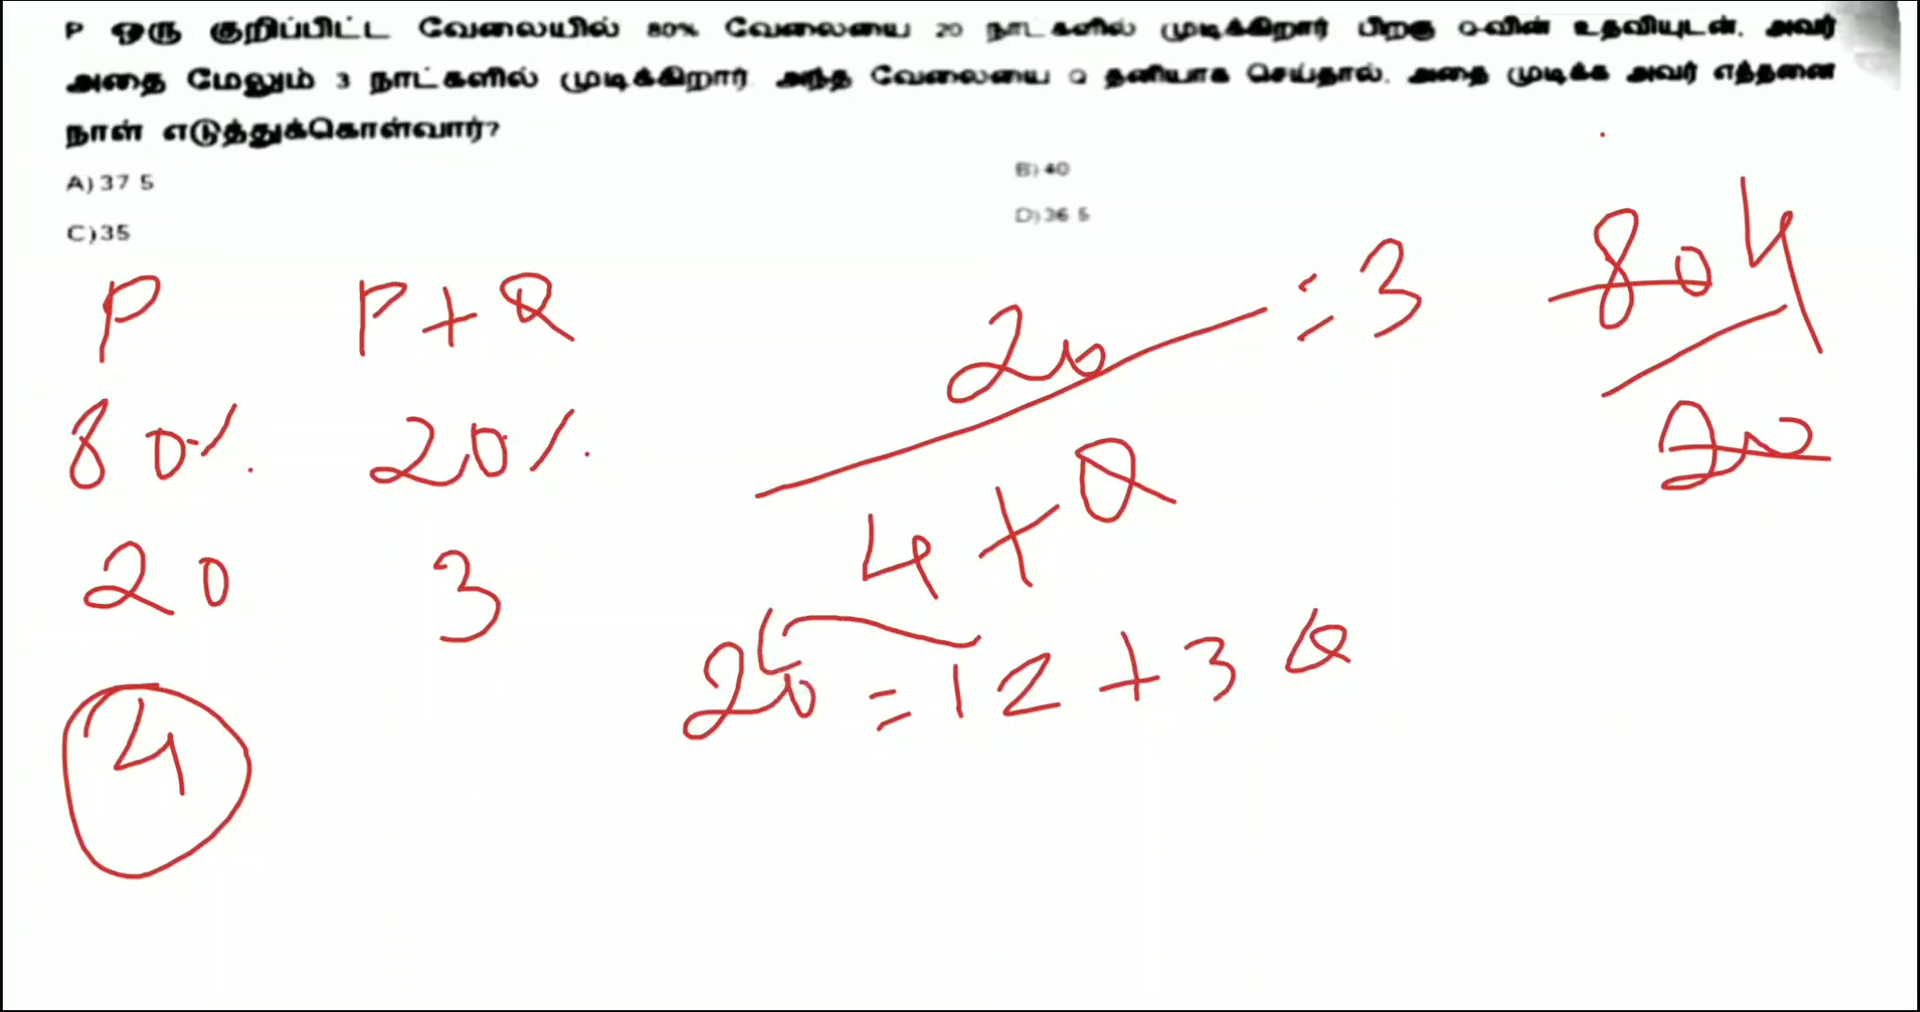 P ஒரு குறிப்பிட்ட வேலையில் 80% வேலையை 20 நாட்களில் முடிக்கிறார் பிறகு Qவின் உதவியுடன். அவர்
அதை மேலும் 3 நாட்களில் முடிக்கிறார் அந்த வேலையை Q தனியாக செய்தால். அதை முடிக்க அவர் எத்தனை
நாள் எடுத்துக்கொள்வார்?
A) 37 5
B) 40
C) 35
D) 36 5
P P+Q
80% 20%
20 3
4
20 = 3
4+Q
20 = 12 + 3Q
80 4
20